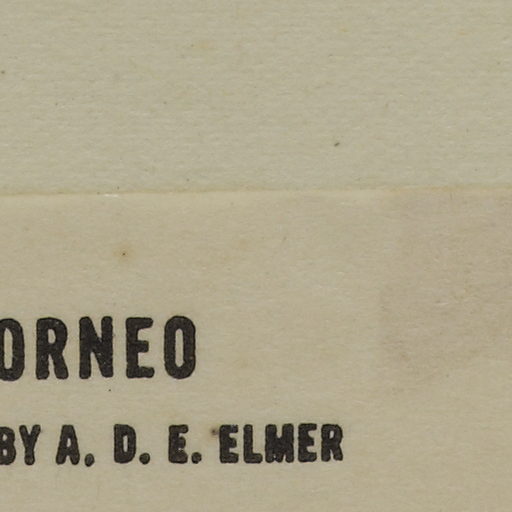 ORNEO
BY A. D. E. ELMER